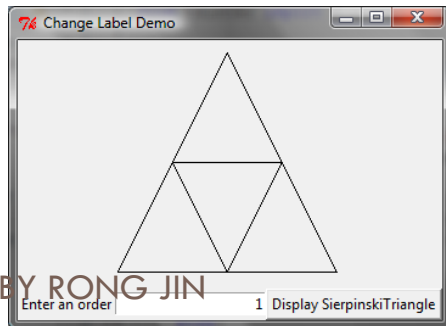 Change Label Demo
BY RONG JIN
Enter an order 1 Display SierpinskiTriangle